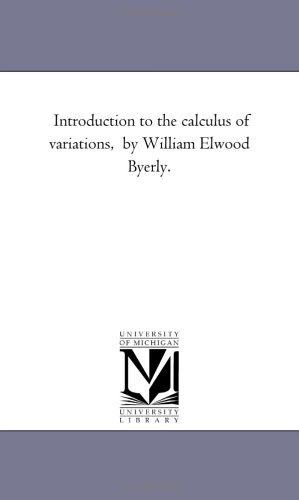 Introduction to the calculus of
variations,  by William Elwood
Byerly.
UNIVERSITY
OF MICHIGAN
UNIVERSITY
LIBRARY